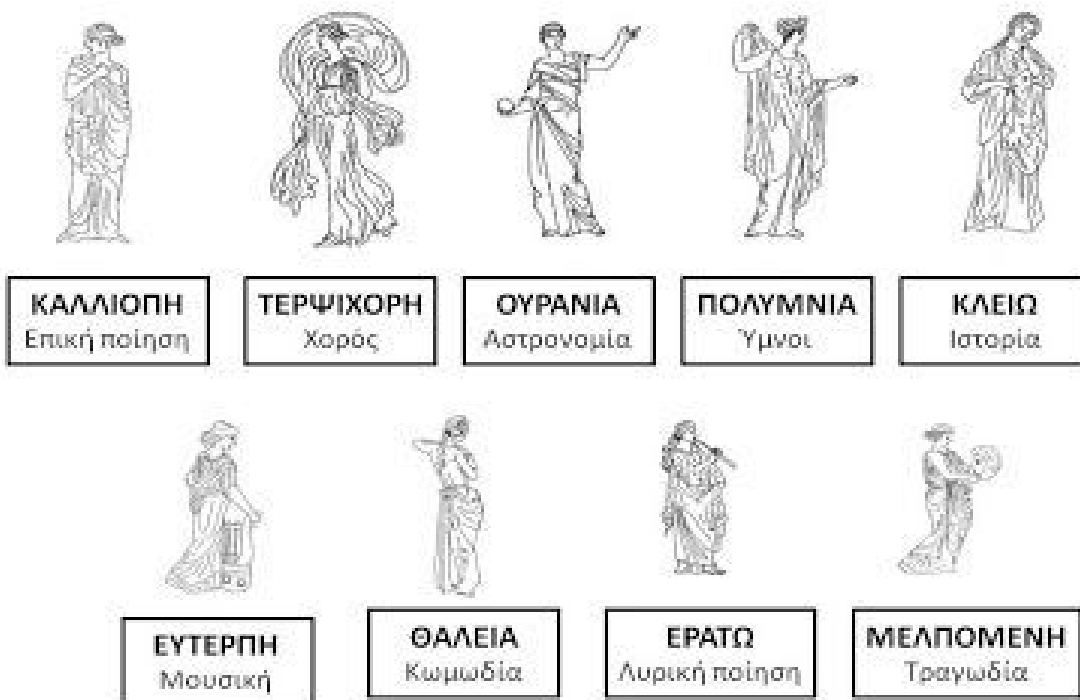 ΚΑΛΛΙΟΠΗ
Επική ποίηση
ΤΕΡΨΙΧΟΡΗ
Χορός
ΟΥΡΑΝΙΑ
Αστρονομία
ΠΟΛΥΜΝΙΑ
Ύμνοι
ΚΛΕΙΩ
Ιστορία
ΕΥΤΕΡΠΗ
Μουσική
ΘΑΛΕΙΑ
Κωμωδία
ΕΡΑΤΩ
Λυρική ποίηση
ΜΕΛΠΟΜΕΝΗ
Τραγωδία